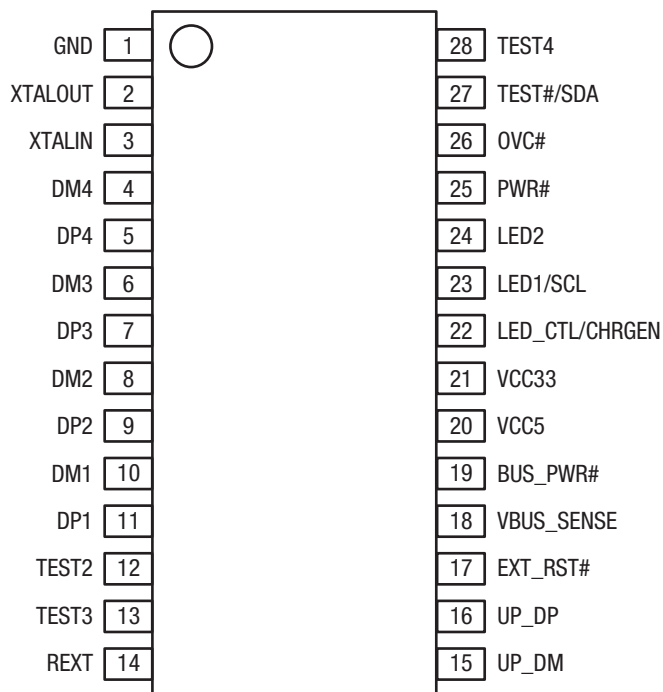 GND 1 28 TEST4
XTALOUT 2 27 TEST#/SDA
XTALIN 3 26 OVC#
DM4 4 25 PWR#
DP4 5 24 LED2
DM3 6 23 LED1/SCL
DP3 7 22 LED_CTL/CHRGEN
DM2 8 21 VCC33
DP2 9 20 VCC5
DM1 10 19 BUS_PWR#
DP1 11 18 VBUS_SENSE
TEST2 12 17 EXT_RST#
TEST3 13 16 UP_DP
REXT 14 15 UP_DM